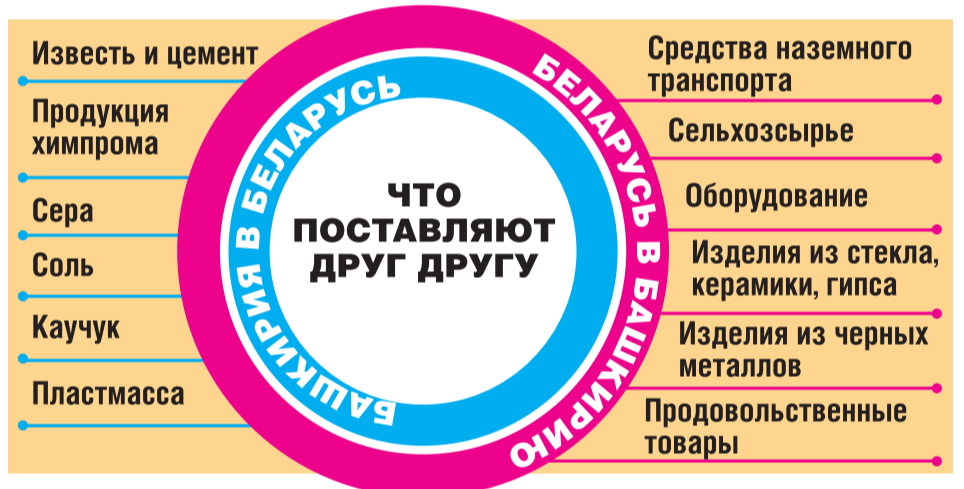 Известь и цемент
Продукция
химпрома
Сера
Соль
Каучук
Пластмасса
БАШКИРИЯ В БЕЛАРУСЬ
ЧТО
ПОСТАВЛЯЮТ
ДРУГ ДРУГУ
БЕЛАРУСЬ В БАШКИРИЮ
Средства наземного
транспорта
Сельхозсырье
Оборудование
Изделия из стекла,
керамики, гипса
Изделия из черных
металлов
Продовольственные
товары